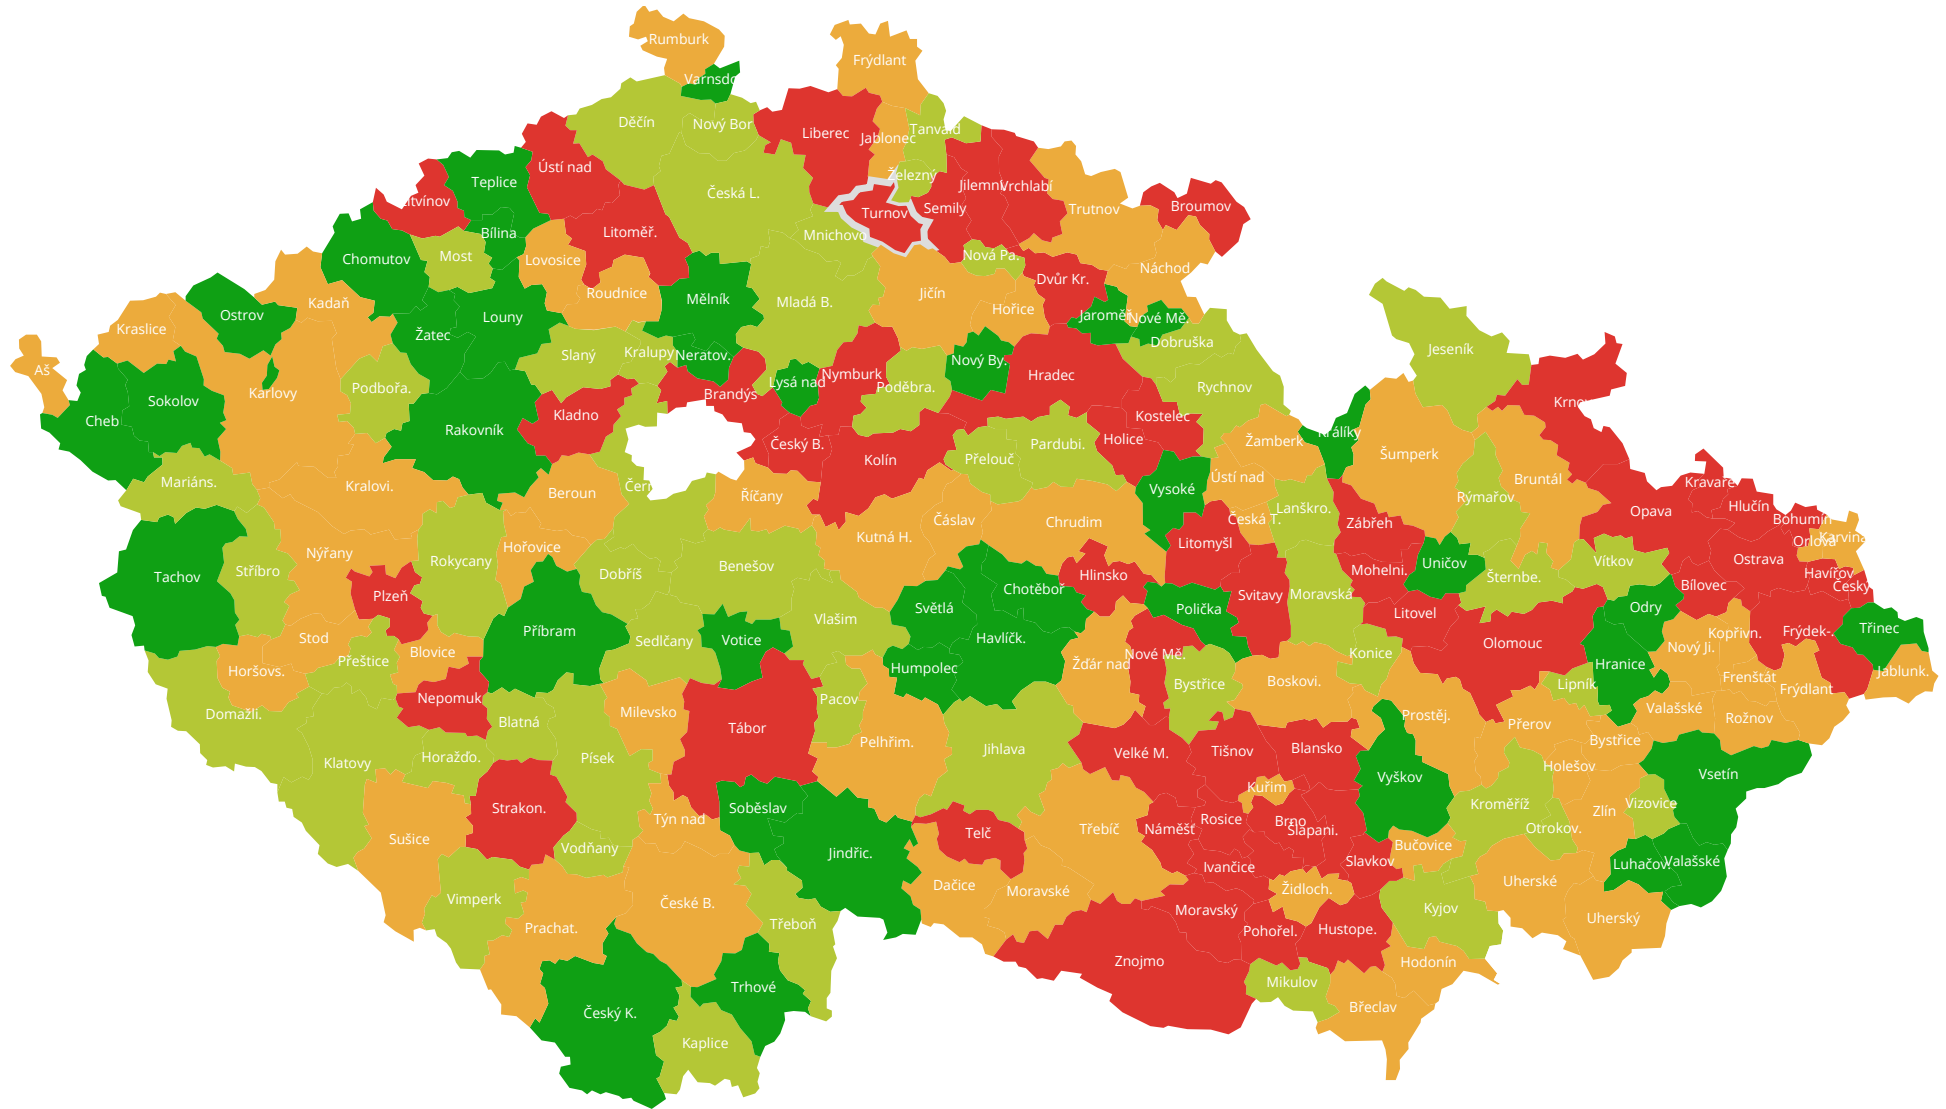 Rumburk
Frýdlant
Varnsdo
Děčín
Nový Bor
Liberec
Jablonec
Tanvald
Ústí nad
Teplice
Česká L.
Železný
Jilemni
Vrchlabí
Litvínov
Turnov
Semily
Trutnov
Broumov
Bílina
Litoměř.
Mnichovo
Chomutov
Most
Lovosice
Nová Pa.
Náchod
Kadaň
Roudnice
Mělník
Mladá B.
Jičín
Dvůr Kr.
Hořice
Ostrov
Louny
Jaroměř
Nové Mě.
Kraslice
Žatec
Dobruška
Jeseník
Slaný
Kralupy
Neratov.
Nový By.
Aš
Karlovy
Podbořa.
Lysá nad
Nymburk
Poděbra.
Hradec
Rychnov
Sokolov
Brandýs
Krnov
Cheb
Kladno
Kostelec
Rakovník
Český B.
Pardubi.
Holice
Žamberk
Králíky
Kolín
Přelouč
Šumperk
Mariáns.
Kralovi.
Beroun
Čern
Říčany
Vysoké
Ústí nad
Rýmařov
Bruntál
Kravaře
Lanškro.
Hlučín
Čáslav
Chrudim
Česká T.
Zábřeh
Opava
Bohumín
Kutná H.
Litomyšl
Orlová
Karviná
Hořovice
Nýřany
Rokycany
Stříbro
Tachov
Dobříš
Benešov
Hlinsko
Mohelni.
Uničov
Šternbe.
Vítkov
Ostrava
Havířov
Český
Plzeň
Chotěboř
Svitavy
Moravská
Bílovec
Světlá
Polička
Litovel
Odry
Vlašim
Třinec
Stod
Příbram
Sedlčany
Votice
Havlíčk.
Olomouc
Kopřivn.
Frýdek-.
Blovice
Přeštice
Humpolec
Žďár nad
Nové Mě.
Konice
Nový Ji.
Hranice
Horšovs.
Jablunk.
Nepomuk
Pacov
Bystřice
Boskovi.
Lipník
Frenštát
Frýdlant
Domažli.
Blatná
Milevsko
Prostěj.
Přerov
Valašské
Rožnov
Tábor
Pelhřim.
Jihlava
Velké M.
Tišnov
Blansko
Bystřice
Klatovy
Horažďo.
Písek
Holešov
Vyškov
Vsetín
Kuřim
Strakon.
Soběslav
Kroměříž
Vizovice
Zlín
Týn nad
Rosice
Brno
Šlapani.
Otrokov.
Sušice
Telč
Třebíč
Náměšť
Vodňany
Jindřic.
Bučovice
Slavkov
Ivančice
Luhačov.
Valašské
Vimperk
České B.
Dačice
Moravské
Židloch.
Uherské
Prachat.
Třeboň
Moravský
Kyjov
Uherský
Pohořel.
Hustope.
Znojmo
Hodonín
Trhové
Mikulov
Český K.
Břeclav
Kaplice